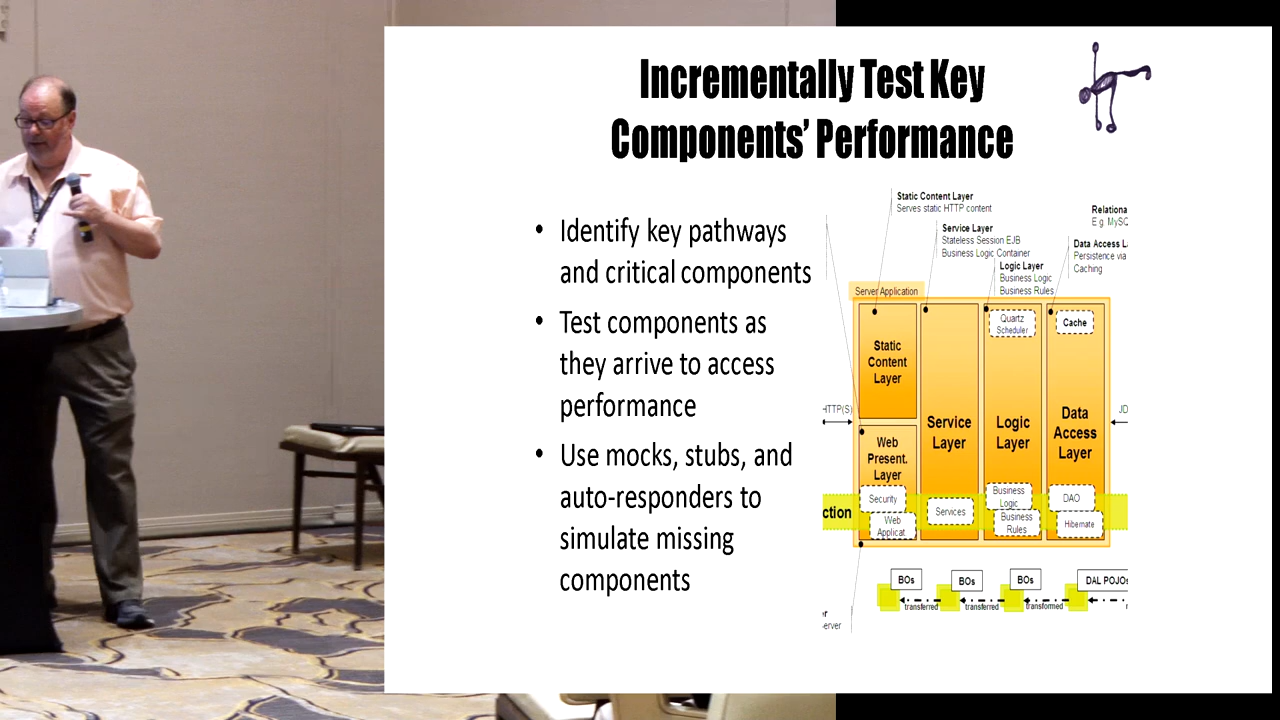 Incrementally Test Key
Components’ Performance
• Identify key pathways
and critical components
• Test components as
they arrive to access
performance
• Use mocks, stubs, and
auto-responders to
simulate missing
components
Static Content Layer
Serves static HTTP content
Service Layer
Stateless Session EJB
Business Logic Container
Logic Layer
Business Logic
Business Rules
Relationa
E.g. MySQ
Data Access La
Persistence via
Caching
Server Application
Static
Content
Layer
Web
Present.
Layer
Security
Web
Applicat.
Service
Layer
Services
Quartz
Scheduler
Logic
Layer
Business
Logic
Business
Rules
Cache
Data
Access
Layer
DAO
Hibernate
HTTP(S)
JD
ction
BOs
BOs
BOs
DAL POJOs
transferred
transferred
transformed
erver